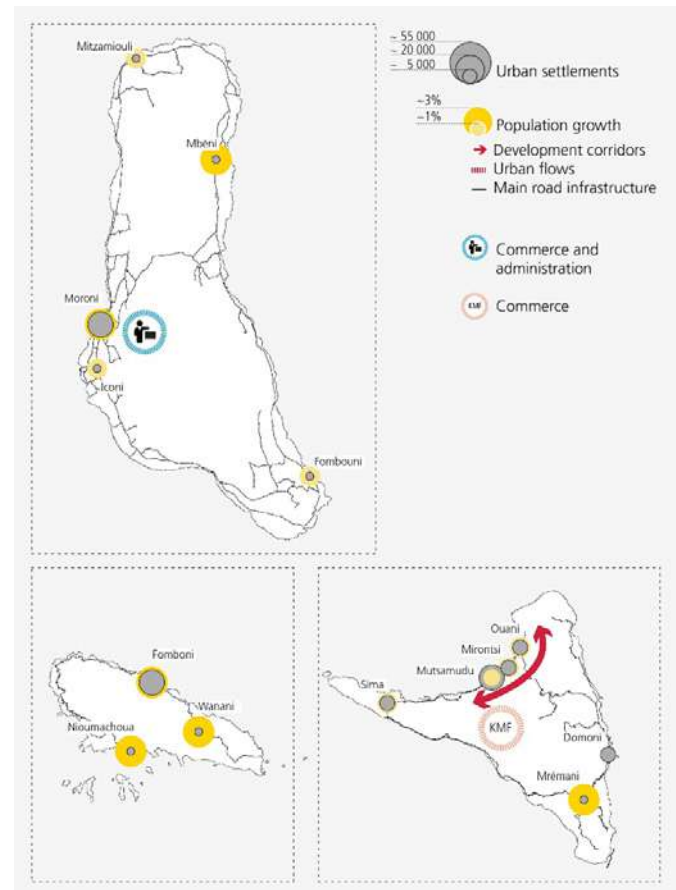 Mitzamiouli
Mbéni
Moroni
Iconi
Fombouni
~ 55 000
~ 20 000
~ 5 000
Urban settlements
~3%
~1%
Population growth
Development corridors
Urban flows
Main road infrastructure
Commerce and
administration
KMF
Commerce
Fomboni
Wanani
Nioumachoua
Ouani
Mirontsi
Mutsamudu
Sima
KMF
Domoni
Mrémani